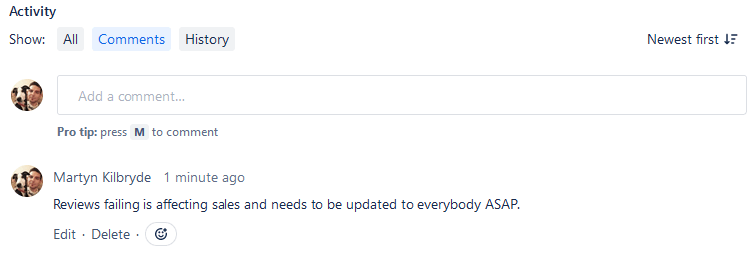 Activity
Show: All Comments History Newest first
Add a comment...
Pro tip: press M to comment
Martyn Kilbryde 1 minute ago
Reviews failing is affecting sales and needs to be updated to everybody ASAP.
Edit · Delete ·